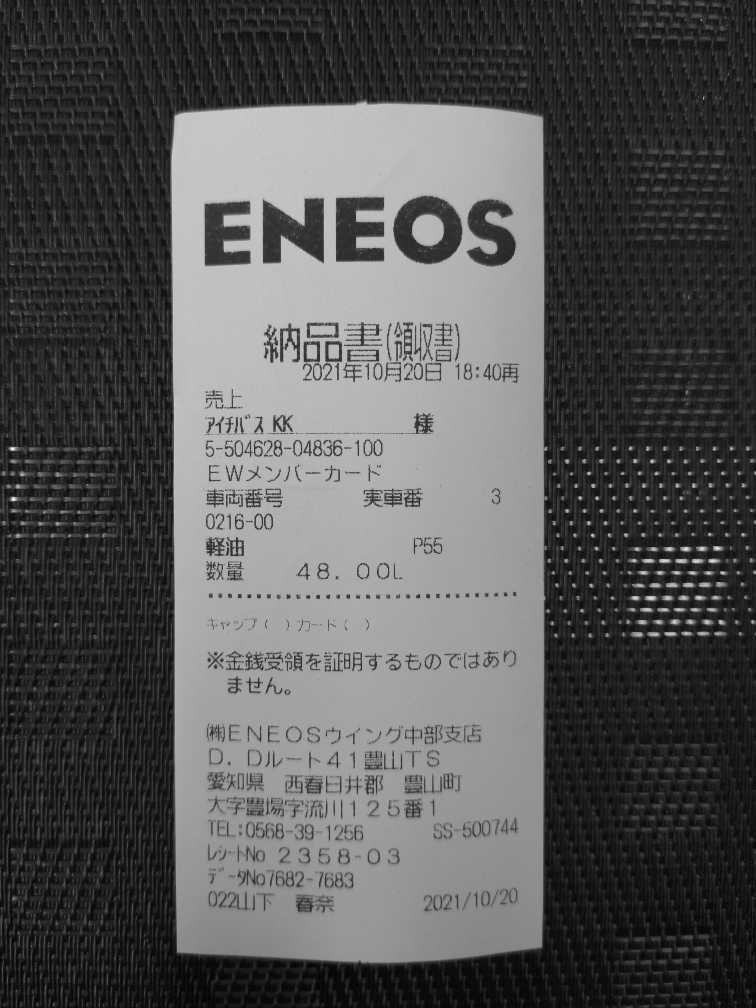 ENEOS
納品書(領収書)
2021年10月20日 18:40再
売上
アイチバス KK 様
5-504628-04836-100
EWメンバーカード
車両番号 実車番 3
0216-00
軽油 P55
数量 48.00L
キャップ( )カード( )
※金銭受領を証明するものではあり
ません。
㈱ENEOSウイング中部支店
D.Dルート41豊山TS
愛知県 西春日井郡 豊山町
大字豊場字流川125番1
TEL:0568-39-1256 SS-500744
レシートNo 2358-03
データNo7682-7683
022山下 春奈 2021/10/20